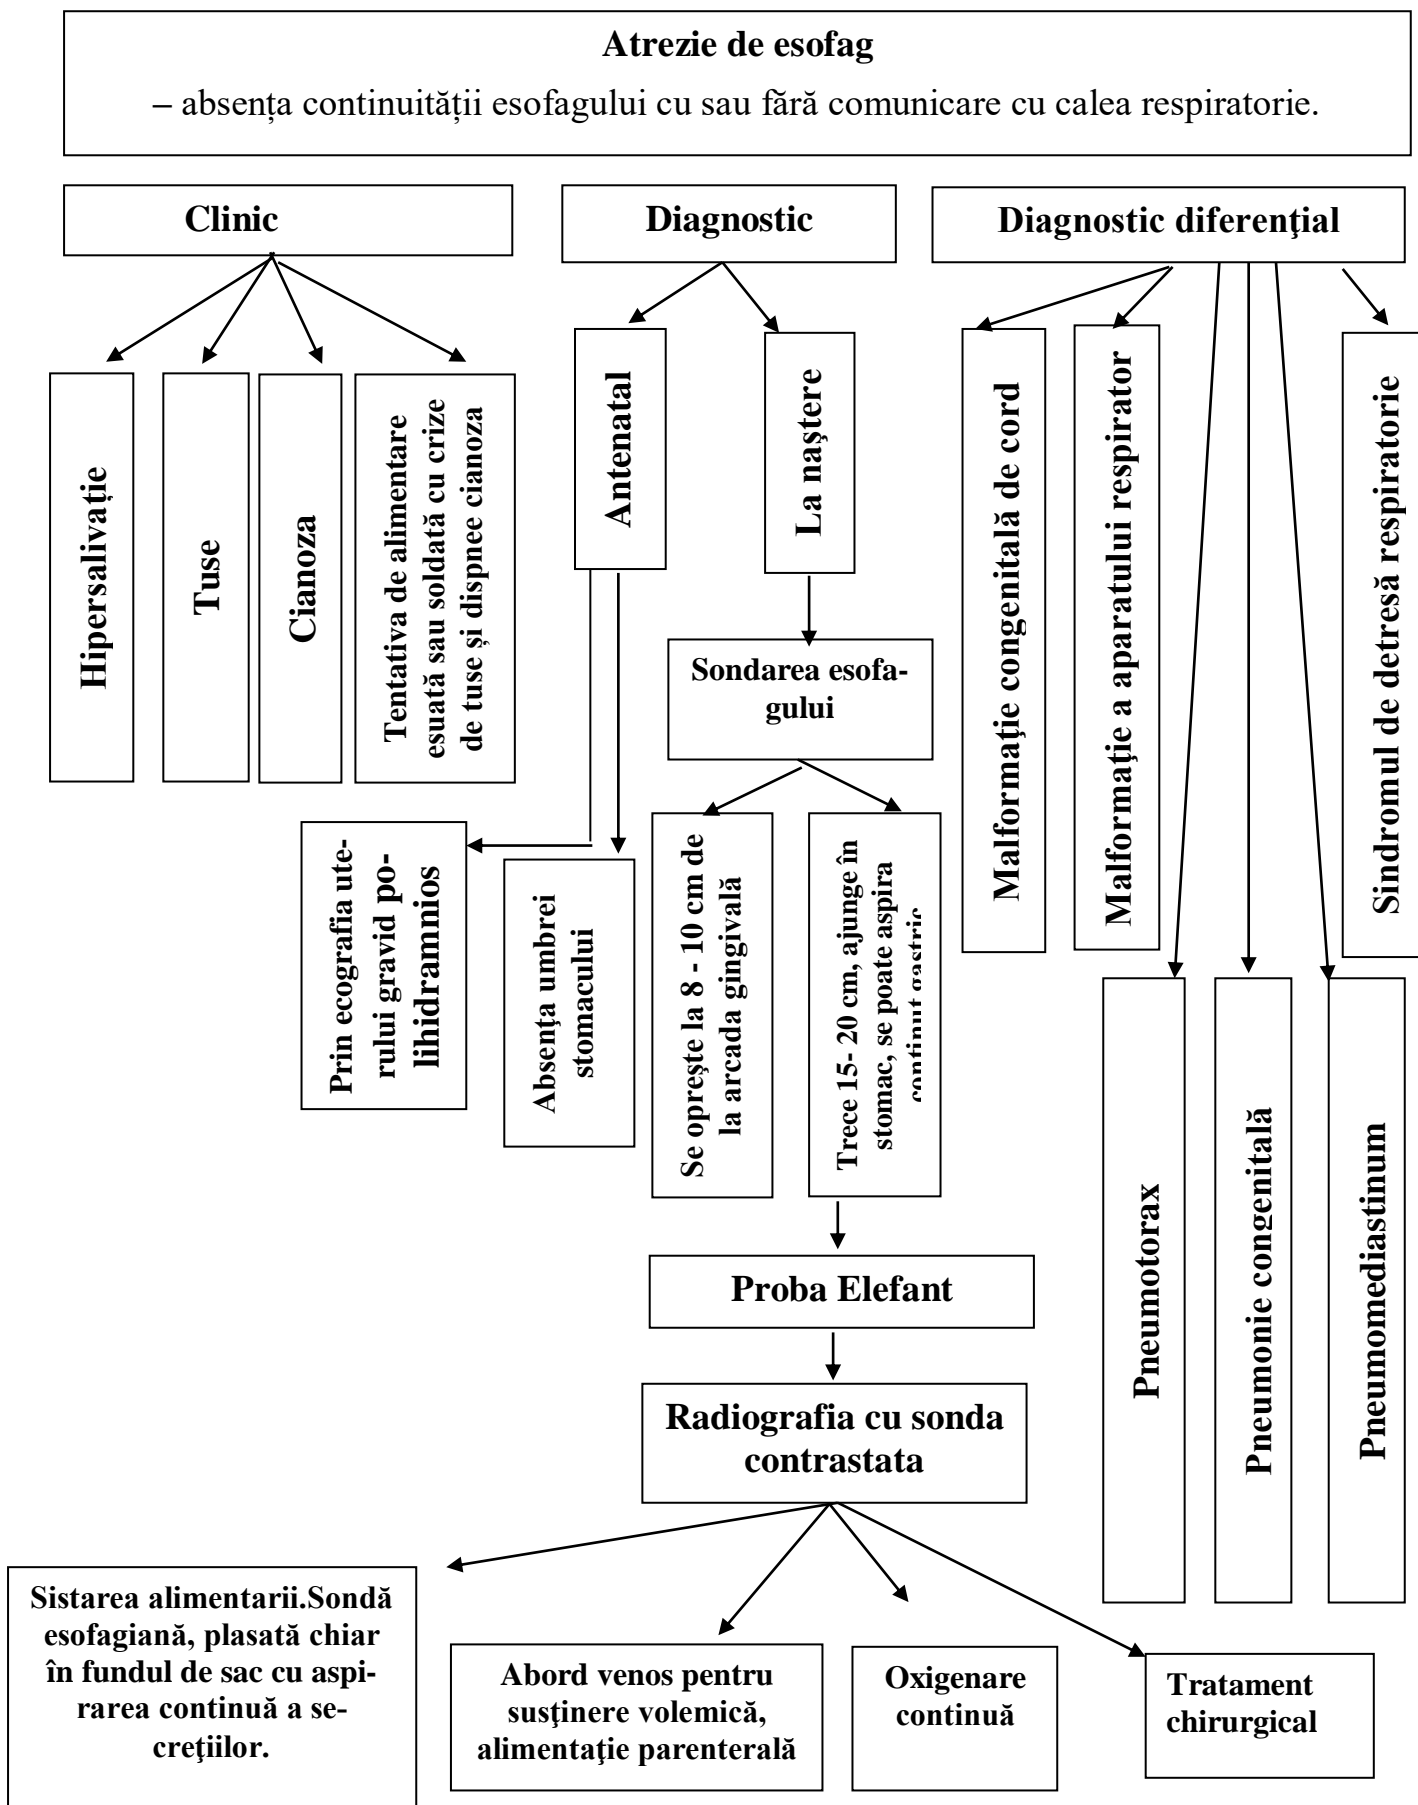 Atrezie de esofag
– absența continuității esofagului cu sau fără comunicare cu calea respiratorie.
Clinic
Diagnostic
Diagnostic diferenţial
Hipersalivație
Tuse
Cianoza
Tentativa de alimentare
esuată sau soldată cu crize
de tuse și dispnee cianoza
Antenatal
La naştere
Malformaţie congenitală de cord
Malformaţie a aparatului respirator
Sindromul de detresă respiratorie
Sondarea esofa-
gului
Prin ecografia ute-
rului gravid po-
lihidramnios
Absenţa umbrei
stomacului
Se opreşte la 8 - 10 cm de
la arcada gingivală
Trece 15- 20 cm, ajunge în
stomac, se poate aspira
conţinut gastric
Pneumotorax
Pneumonie congenitală
Pneumomediastinum
Proba Elefant
Radiografia cu sonda
contrastata
Sistarea alimentarii.Sondă
esofagiană, plasată chiar
în fundul de sac cu aspi-
rarea continuă a se-
creţiilor.
Abord venos pentru
susţinere volemică,
alimentaţie parenterală
Oxigenare
continuă
Tratament
chirurgical